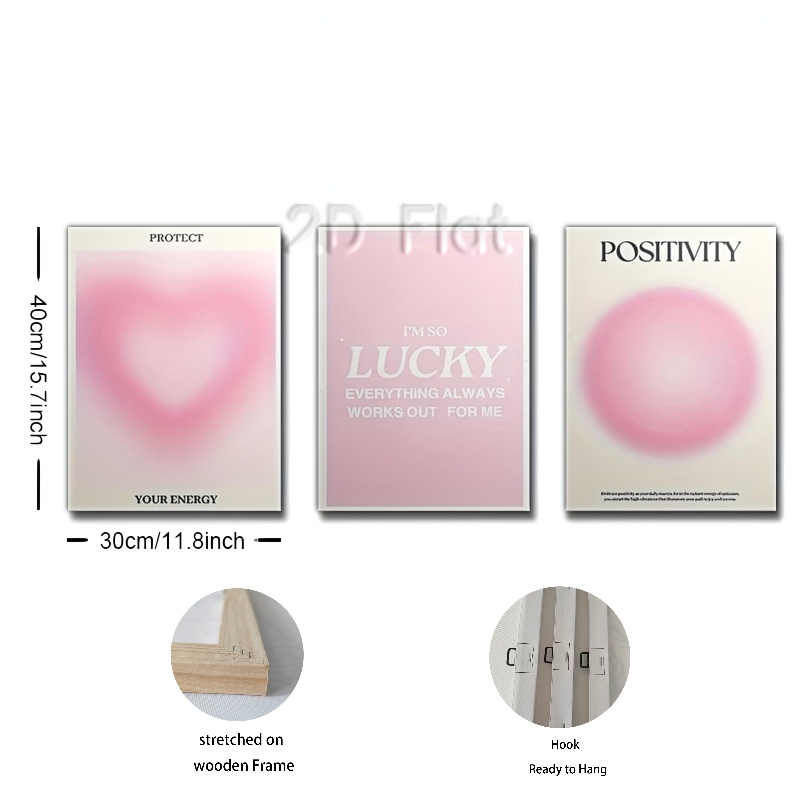 2.D Flat.
PROTECT
YOUR ENERGY
I'M SO
LUCKY
EVERYTHING ALWAYS
WORKS OUT FOR ME
POSITIVITY
40cm/15.7inch
30cm/11.8inch
stretched on
wooden Frame
Hook
Ready to Hang